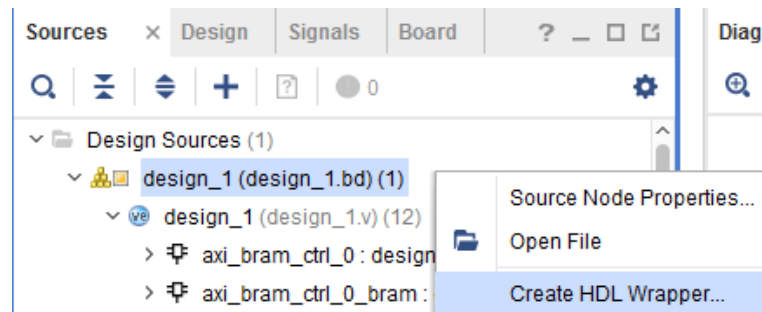 Sources × Design Signals Board ? Diag
0
Design Sources (1)
design_1 (design_1.bd) (1)
Source Node Properties...
ve design_1 (design_1.v) (12)
Open File
axi_bram_ctrl_0 : design
axi_bram_ctrl_0_bram :
Create HDL Wrapper...